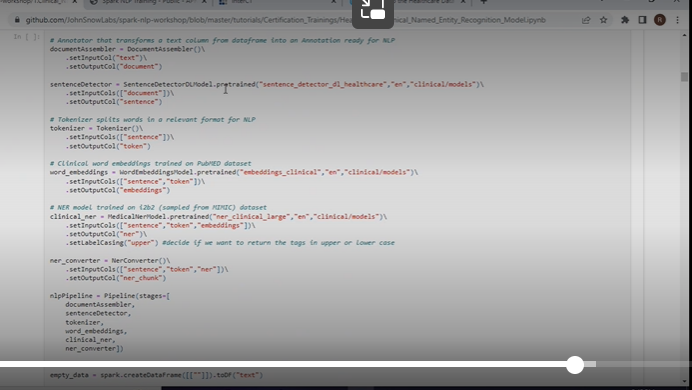 github.com/JohnSnowLabs/spark-nlp-workshop/blob/master/tutorials/Certification_Trainings/Hea nical_Named_Entity_Recognition_Model.ipynb
In [ ]:
# Annotator that transforms a text column from dataframe into an Annotation ready for NLP
documentAssembler = DocumentAssembler()\
.setInputCol("text")\
.setOutputCol("document")
sentenceDetector = SentenceDetectorDLModel.pretrained("sentence_detector_dl_healthcare","en","clinical/models")\
.setInputCols(["document"])\
.setOutputCol("sentence")
# Tokenizer splits words in a relevant format for NLP
tokenizer = Tokenizer()\
.setInputCols(["sentence"])\
.setOutputCol("token")
# Clinical word embeddings trained on PubMED dataset
word_embeddings = WordEmbeddingsModel.pretrained("embeddings_clinical","en","clinical/models")\
.setInputCols(["sentence","token"])\
.setOutputCol("embeddings")
# NER model trained on i2b2 (sampled from MIMIC) dataset
clinical_ner = MedicalNerModel.pretrained("ner_clinical_large","en","clinical/models")\
.setInputCols(["sentence","token","embeddings"])\
.setOutputCol("ner")\
.setLabelCasing("upper") #decide if we want to return the tags in upper or lower case
ner_converter = NerConverter()\
.setInputCols(["sentence","token","ner"])\
.setOutputCol("ner_chunk")
nlpPipeline = Pipeline(stages=[
documentAssembler,
sentenceDetector,
tokenizer,
word_embeddings,
clinical_ner,
ner_converter])
empty_data = spark.createDataFrame([[""]]).toDF("text")